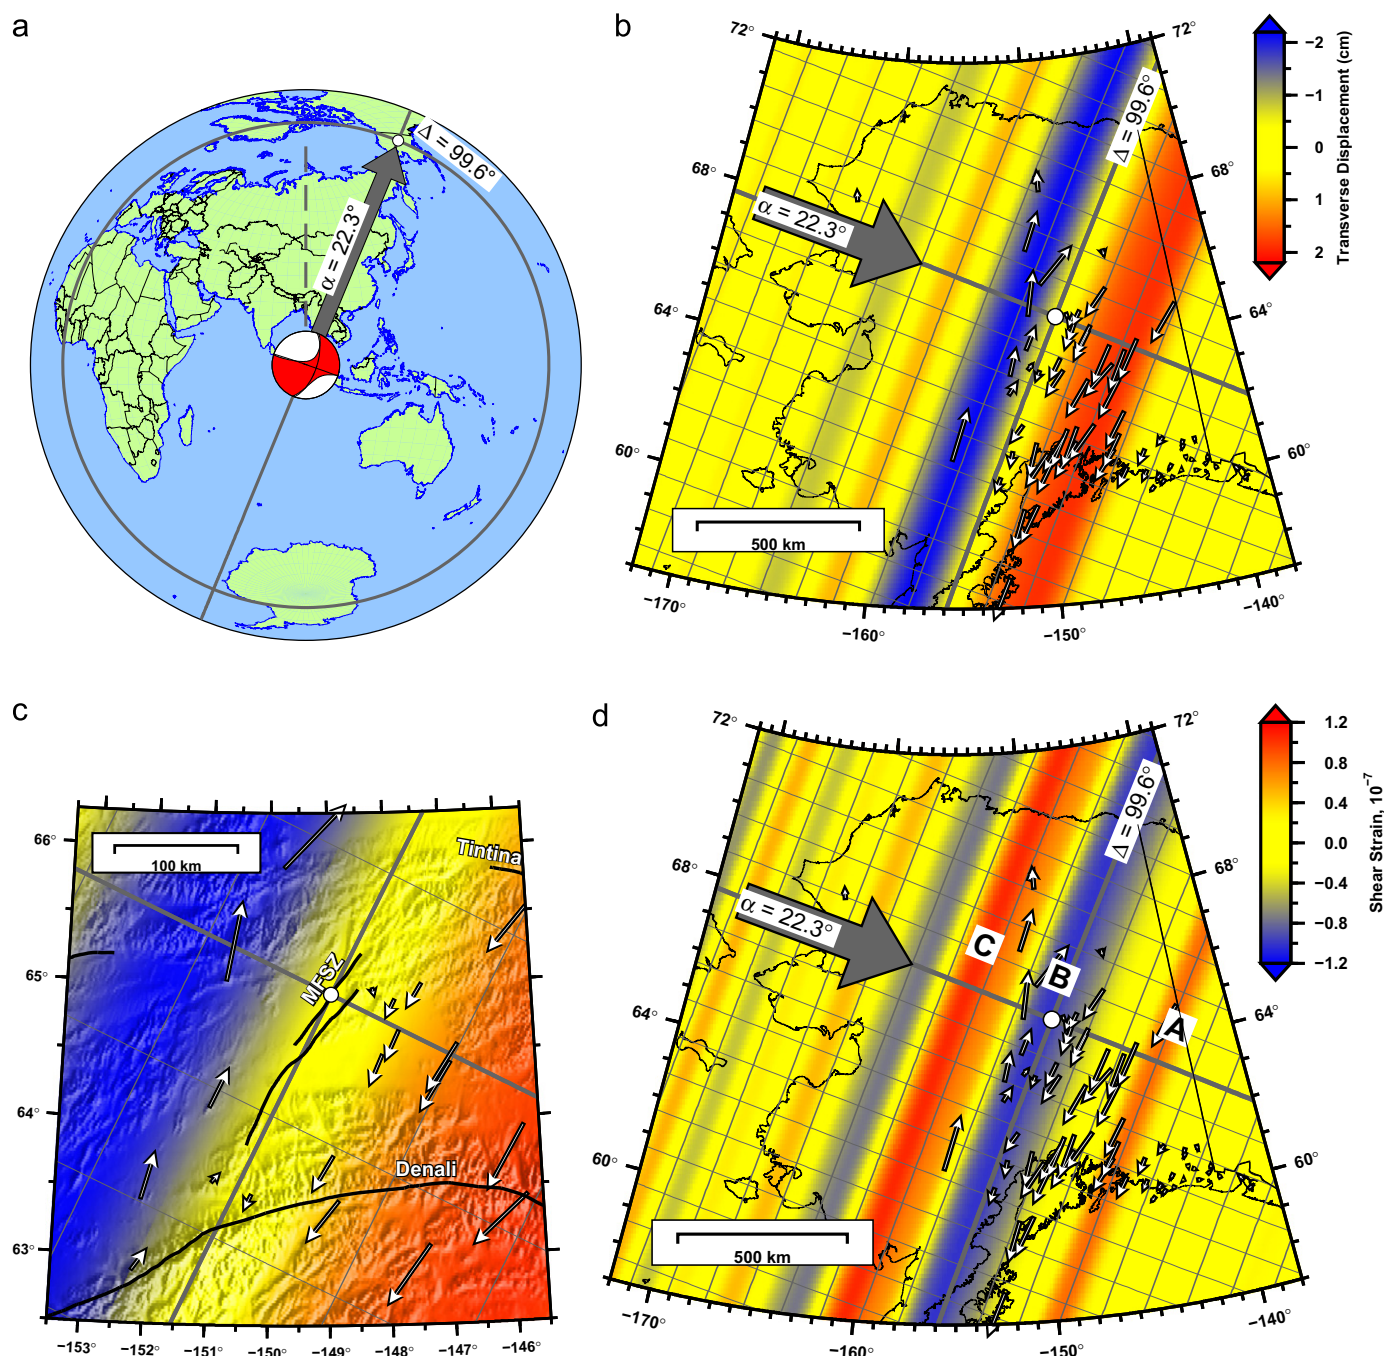 a
Δ = 99.6°
α = 22.3°
b
72°
72°
68°
68°
64°
64°
60°
60°
−170°
−160°
−150°
−140°
α = 22.3°
Δ = 99.6°
500 km
−2
−1
0
1
2
Transverse Displacement (cm)
c
66°
65°
64°
63°
−153°
−152°
−151°
−150°
−149°
−148°
−147°
−146°
100 km
Tintina
MFSZ
Denali
d
72°
72°
68°
68°
64°
64°
60°
60°
−170°
−160°
−150°
−140°
α = 22.3°
Δ = 99.6°
C
B
A
500 km
1.2
0.8
0.4
0.0
−0.4
−0.8
−1.2
Shear Strain, 10⁻⁷